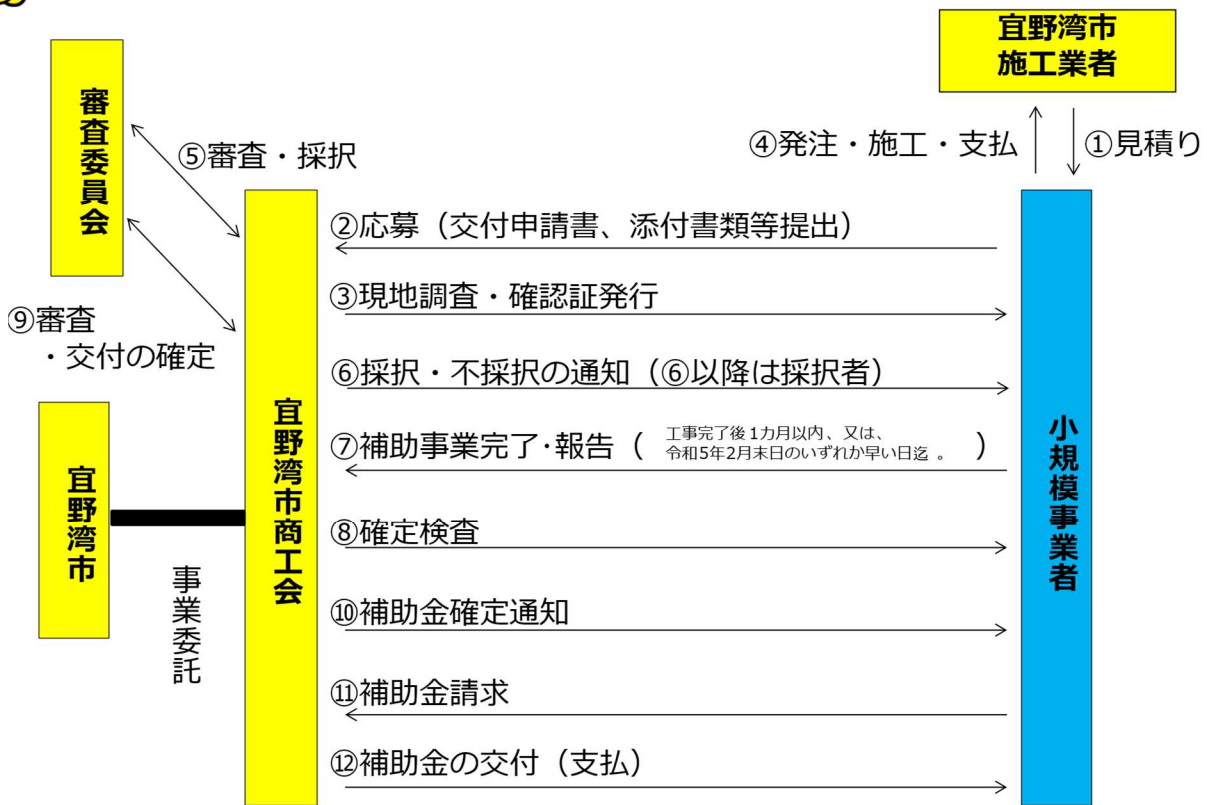 宜野湾市
施工業者
審査委員会
④発注・施工・支払
①見積り
⑤審査・採択
②応募（交付申請書、添付書類等提出）
③現地調査・確認証発行
⑨審査
・交付の確定
⑥採択・不採択の通知（⑥以降は採択者）
宜野湾市商工会
小規模事業者
⑦補助事業完了･報告（ 工事完了後１カ月以内、又は、
令和5年2月末日のいずれか早い日迄 。 ）
宜野湾市
⑧確定検査
事業委託
⑩補助金確定通知
⑪補助金請求
⑫補助金の交付（支払）